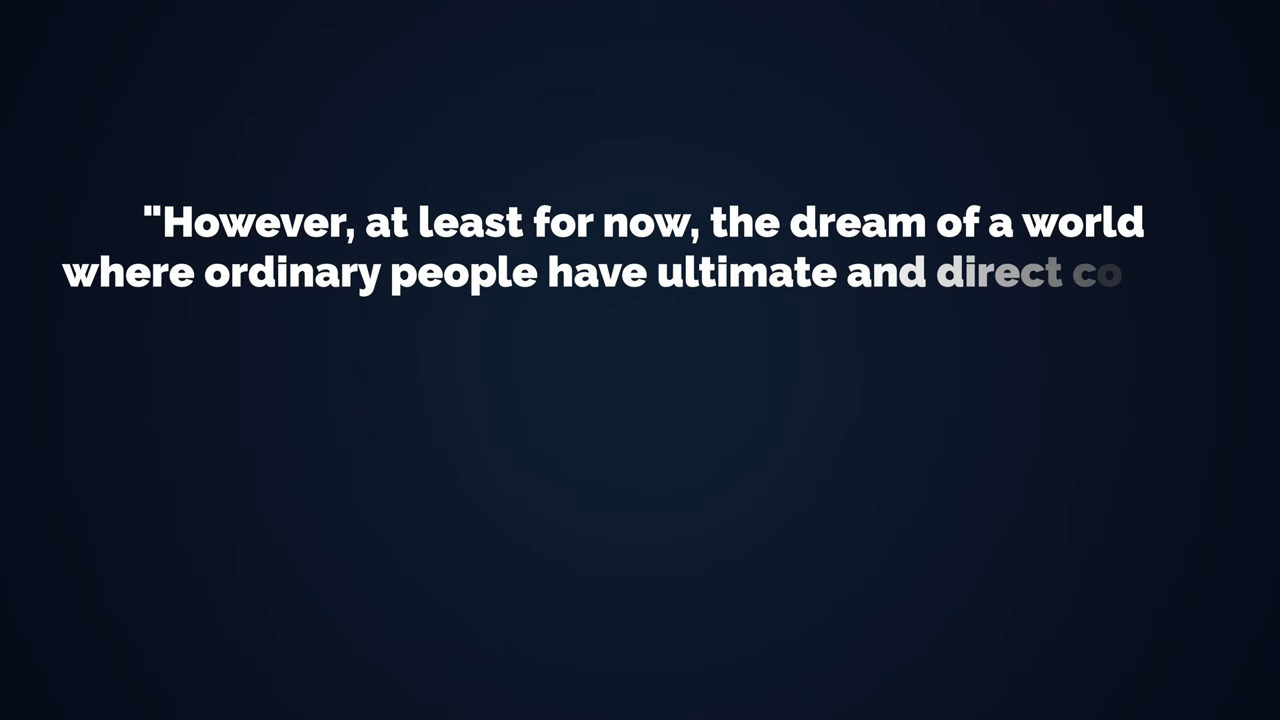 "However, at least for now, the dream of a world
where ordinary people have ultimate and direct co